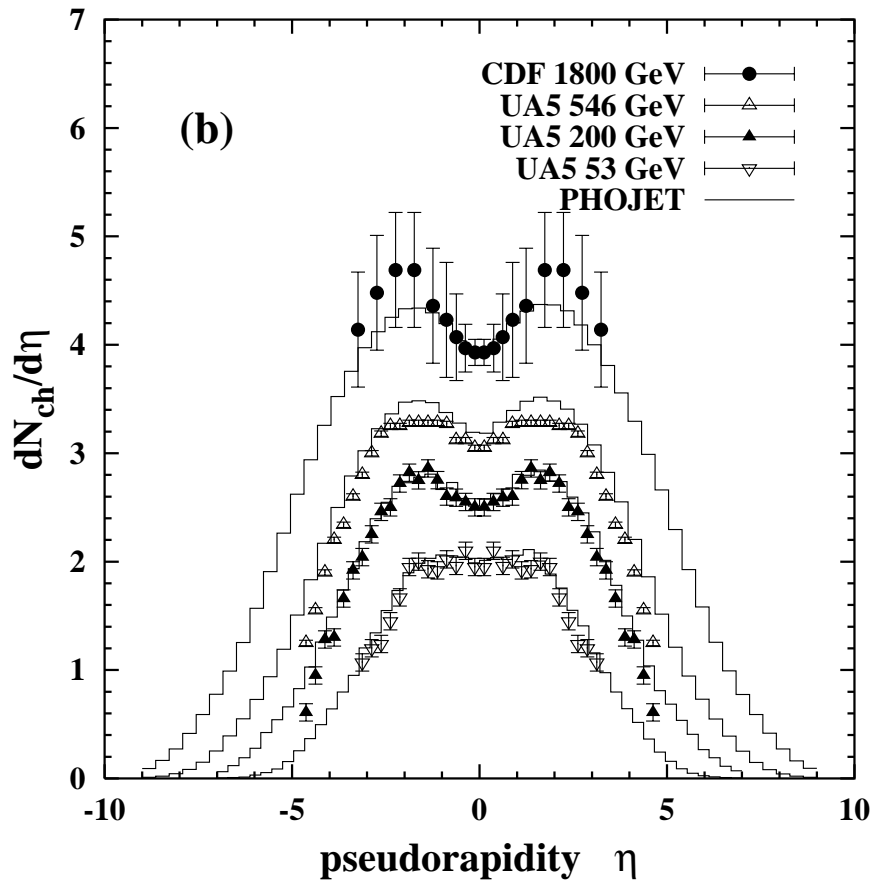 7
6
5
4
3
2
1
0
-10
-5
0
5
10
(b)
CDF 1800 GeV
UA5 546 GeV
UA5 200 GeV
UA5 53 GeV
PHOJET
dN_ch/dη
pseudorapidity η